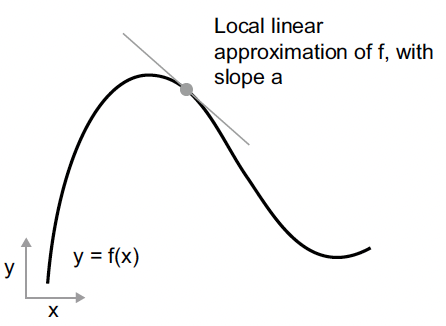 Local linear
approximation of f, with
slope a
y = f(x)
y
x